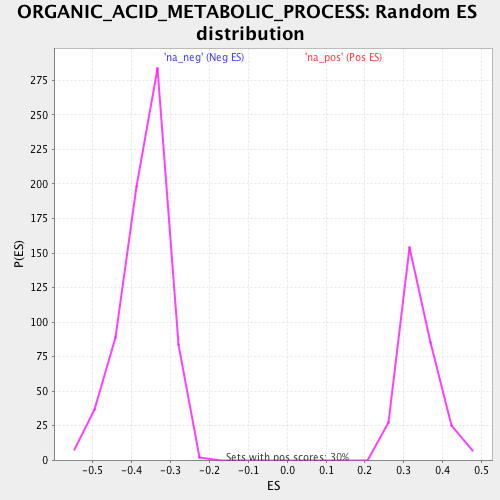 ORGANIC_ACID_METABOLIC_PROCESS: Random ES
distribution
'na_neg' (Neg ES) 'na_pos' (Pos ES)
275
250
225
200
175
150
125
100
75
50
25
0
P(ES)
Sets with pos scores: 30%
-0.5 -0.4 -0.3 -0.2 -0.1 0.0 0.1 0.2 0.3 0.4 0.5
ES